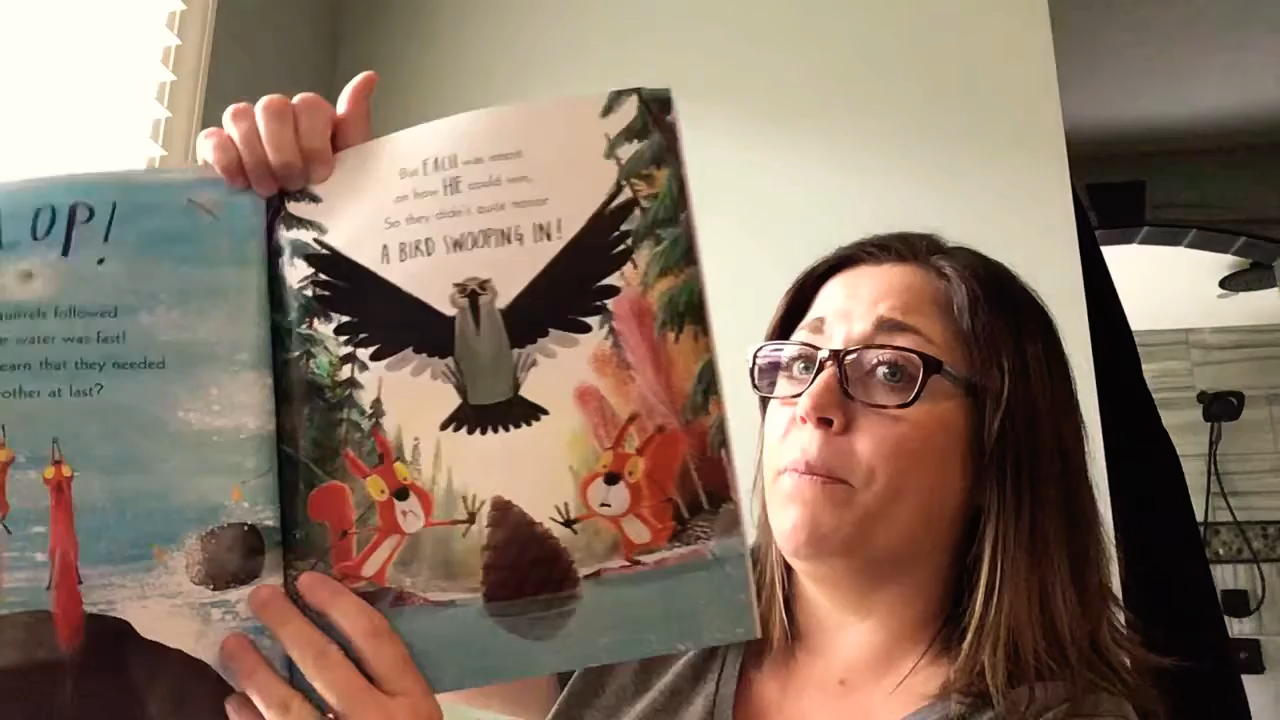 OP!
squirrels followed
water was fast!
learn that they needed
other at last?
But EACH was intent
on how HE could win,
So they didn't quite notice
A BIRD SWOOPING IN!